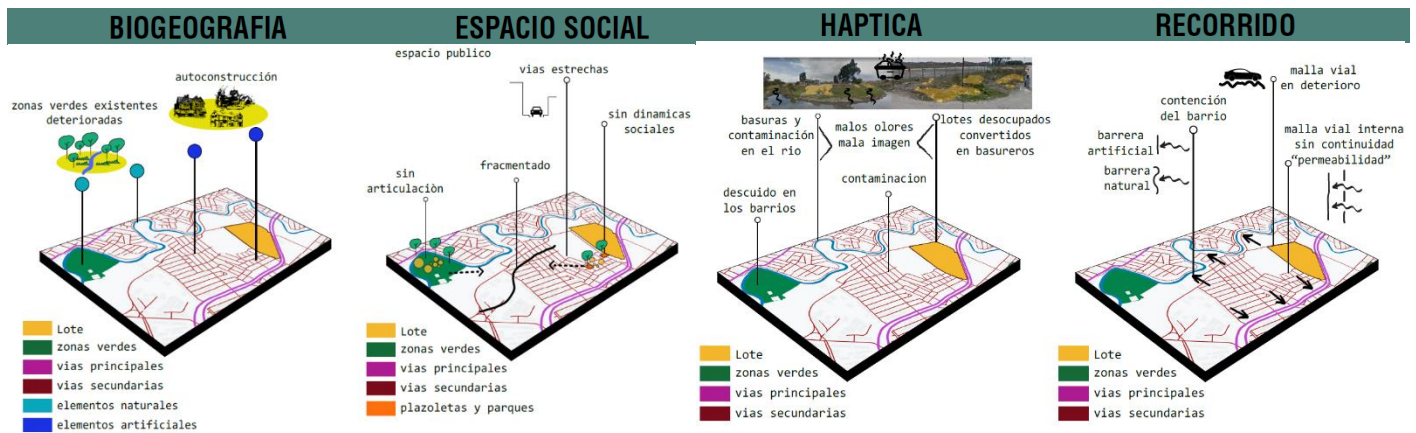 BIOGEOGRAFIA
autoconstrucción
zonas verdes existentes
deterioradas
Lote
zonas verdes
vias principales
vias secundarias
elementos naturales
elementos artificiales
ESPACIO SOCIAL
espacio publico
vias estrechas
sin dinamicas
sociales
fracmentado
sin
articulaciòn
Lote
zonas verdes
vias principales
vias secundarias
plazoletas y parques
HAPTICA
basuras y
contaminación
en el rio
malos olores
mala imagen
lotes desocupados
convertidos
en basureros
descuido en
los barrios
contaminacion
Lote
zonas verdes
vias principales
vias secundarias
RECORRIDO
malla vial
en deterioro
contención
del barrio
barrera
artificial
barrera
natural
malla vial interna
sin continuidad
“permeabilidad”
Lote
zonas verdes
vias principales
vias secundarias